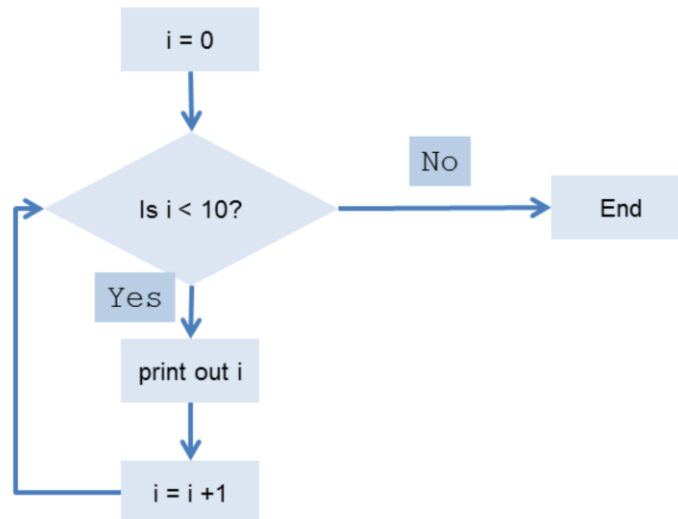 i = 0
No
Is i < 10?
End
Yes
print out i
i = i +1